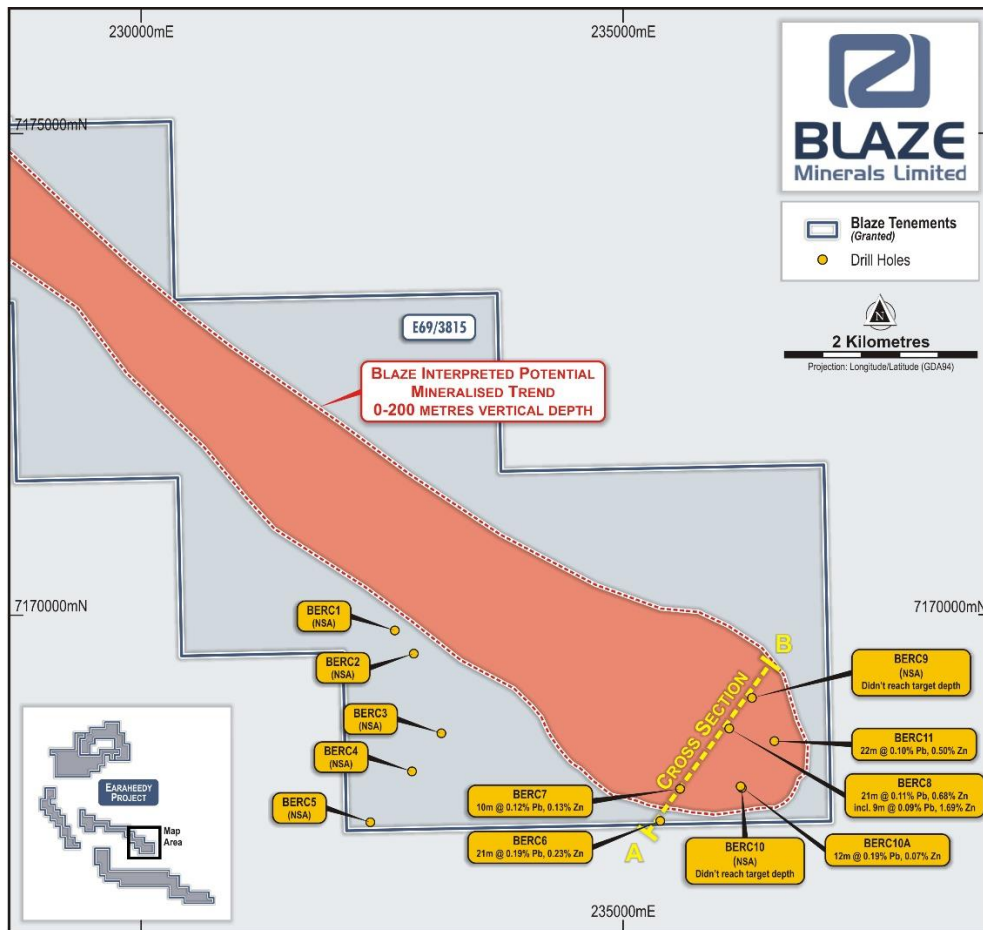 230000mE
235000mE
7175000mN
BLAZE
Minerals Limited
Blaze Tenements
(Granted)
Drill Holes
N
2 Kilometres
Projection: Longitude/Latitude (GDA94)
E69/3815
BLAZE INTERPRETED POTENTIAL
MINERALISED TREND
0-200 METRES VERTICAL DEPTH
7170000mN
7170000mN
BERC1
(NSA)
BERC2
(NSA)
BERC3
(NSA)
BERC4
(NSA)
BERC5
(NSA)
B
CROSS SECTION
A
BERC9
(NSA)
Didn't reach target depth
BERC11
22m @ 0.10% Pb, 0.50% Zn
BERC8
21m @ 0.11% Pb, 0.68% Zn
incl. 9m @ 0.09% Pb, 1.69% Zn
BERC7
10m @ 0.12% Pb, 0.13% Zn
BERC6
21m @ 0.19% Pb, 0.23% Zn
BERC10
(NSA)
Didn't reach target depth
BERC10A
12m @ 0.19% Pb, 0.07% Zn
EARAHEEDY
PROJECT
Map
Area
235000mE